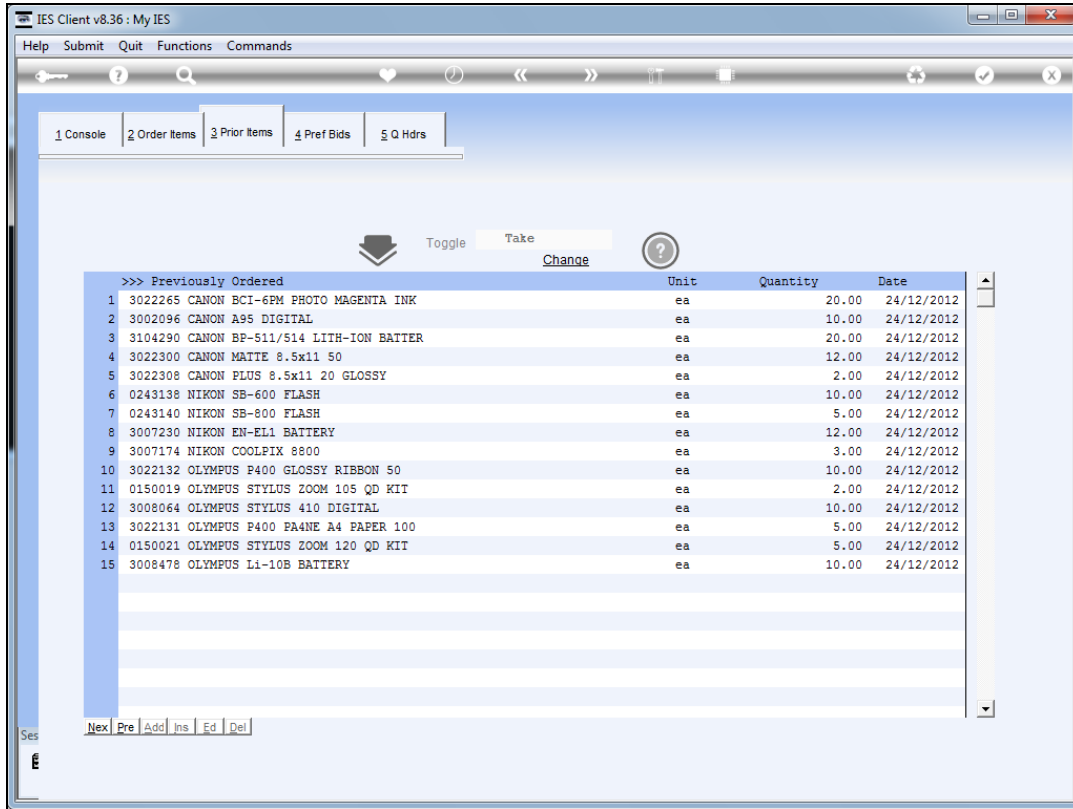 IES Client v8.36 : My IES
Help Submit Quit Functions Commands
1 Console 2 Order Items 3 Prior Items 4 Pref Bids 5 Q Hdrs
Toggle Take
Change
>>> Previously Ordered Unit Quantity Date
1 3022265 CANON BCI-6PM PHOTO MAGENTA INK ea 20.00 24/12/2012
2 3002096 CANON A95 DIGITAL ea 10.00 24/12/2012
3 3104290 CANON BP-511/514 LITH-ION BATTER ea 20.00 24/12/2012
4 3022300 CANON MATTE 8.5x11 50 ea 12.00 24/12/2012
5 3022308 CANON PLUS 8.5x11 20 GLOSSY ea 2.00 24/12/2012
6 0243138 NIKON SB-600 FLASH ea 10.00 24/12/2012
7 0243140 NIKON SB-800 FLASH ea 5.00 24/12/2012
8 3007230 NIKON EN-EL1 BATTERY ea 12.00 24/12/2012
9 3007174 NIKON COOLPIX 8800 ea 3.00 24/12/2012
10 3022132 OLYMPUS P400 GLOSSY RIBBON 50 ea 10.00 24/12/2012
11 0150019 OLYMPUS STYLUS ZOOM 105 QD KIT ea 2.00 24/12/2012
12 3008064 OLYMPUS STYLUS 410 DIGITAL ea 10.00 24/12/2012
13 3022131 OLYMPUS P400 PA4NE A4 PAPER 100 ea 5.00 24/12/2012
14 0150021 OLYMPUS STYLUS ZOOM 120 QD KIT ea 5.00 24/12/2012
15 3008478 OLYMPUS Li-10B BATTERY ea 10.00 24/12/2012
Nex Pre Add Ins Ed Del
Ses